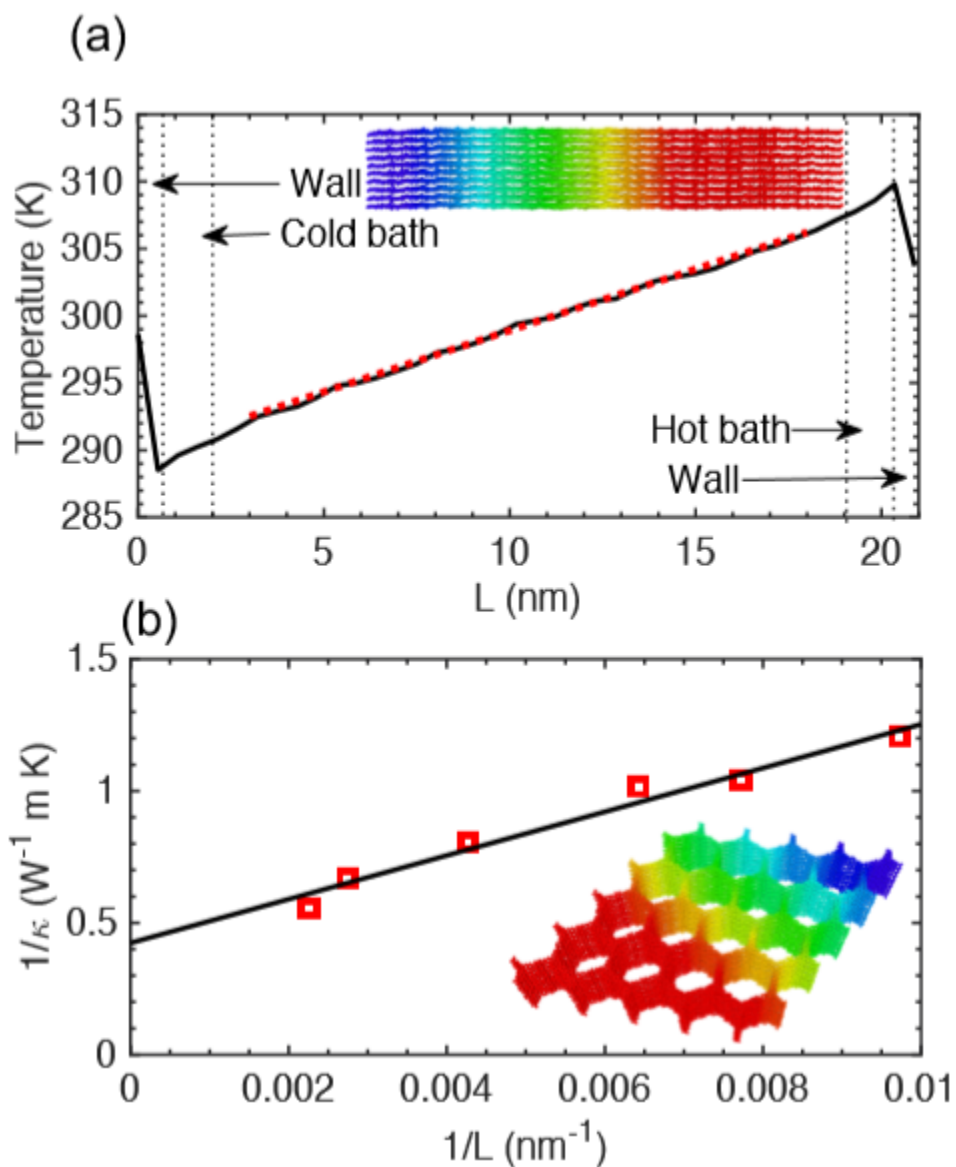 (a)
315
310
305
300
295
290
285
Temperature (K)
Wall
Cold bath
Hot bath
Wall
0 5 10 15 20
L (nm)
(b)
1.5
1
0.5
0
1/κ (W⁻¹ m K)
0 0.002 0.004 0.006 0.008 0.01
1/L (nm⁻¹)